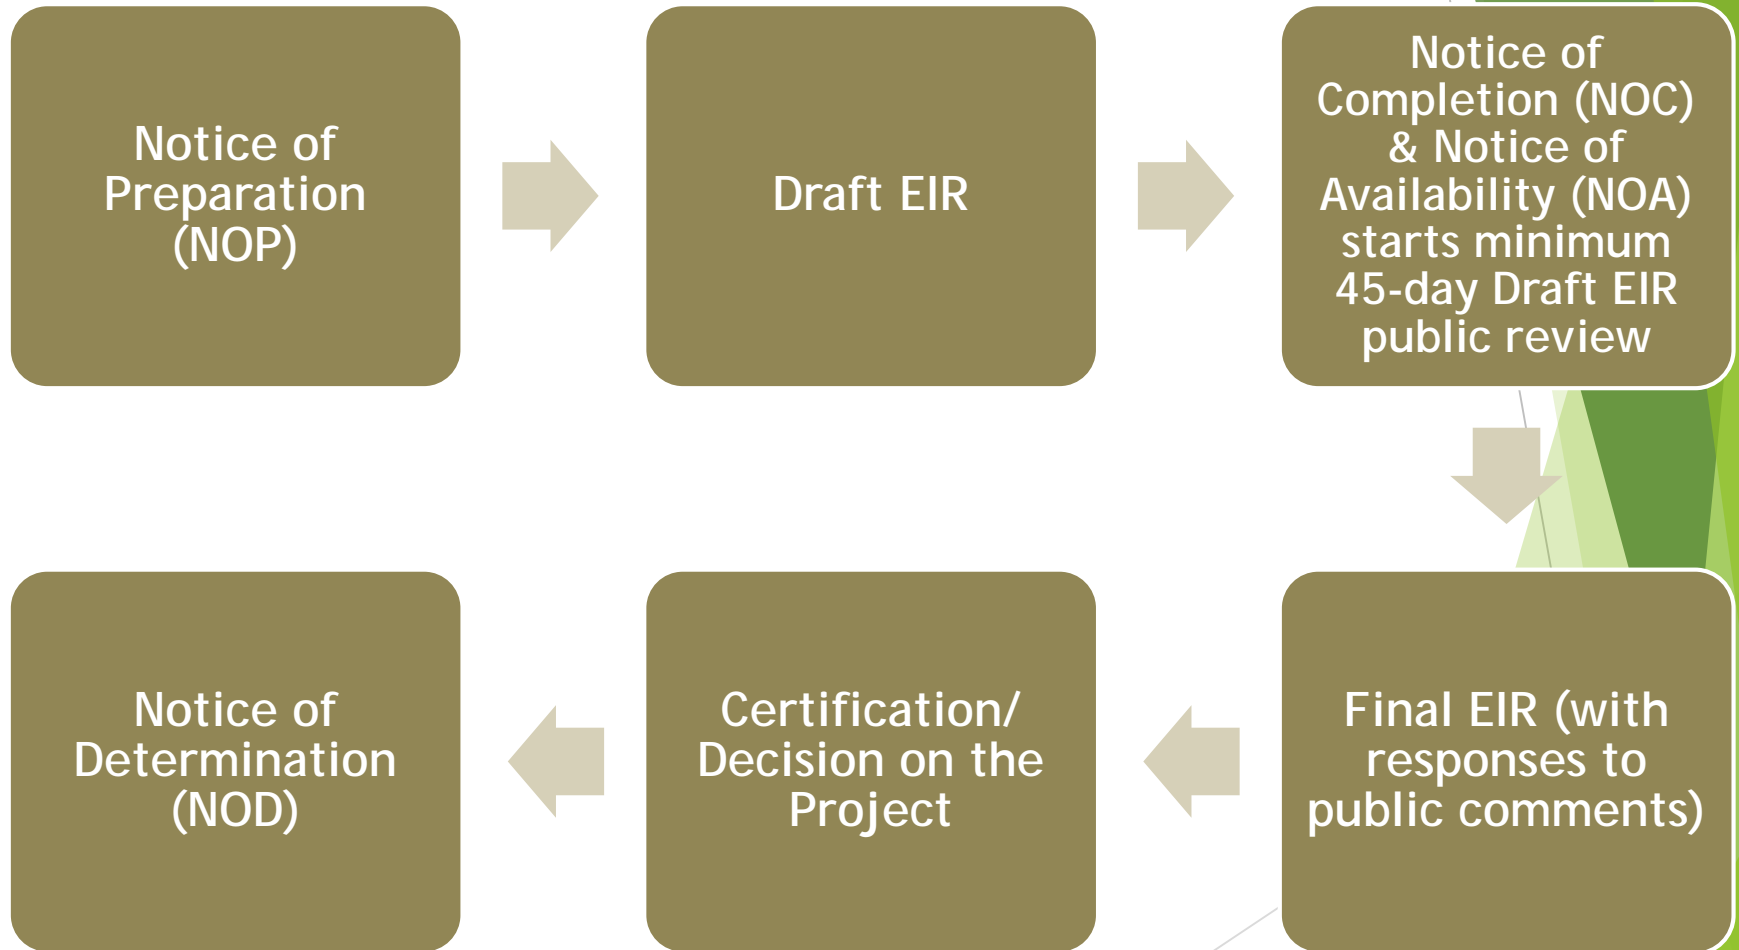 Notice of
Preparation
(NOP)
Draft EIR
Notice of
Completion (NOC)
& Notice of
Availability (NOA)
starts minimum
45-day Draft EIR
public review
Final EIR (with
responses to
public comments)
Certification/
Decision on the
Project
Notice of
Determination
(NOD)